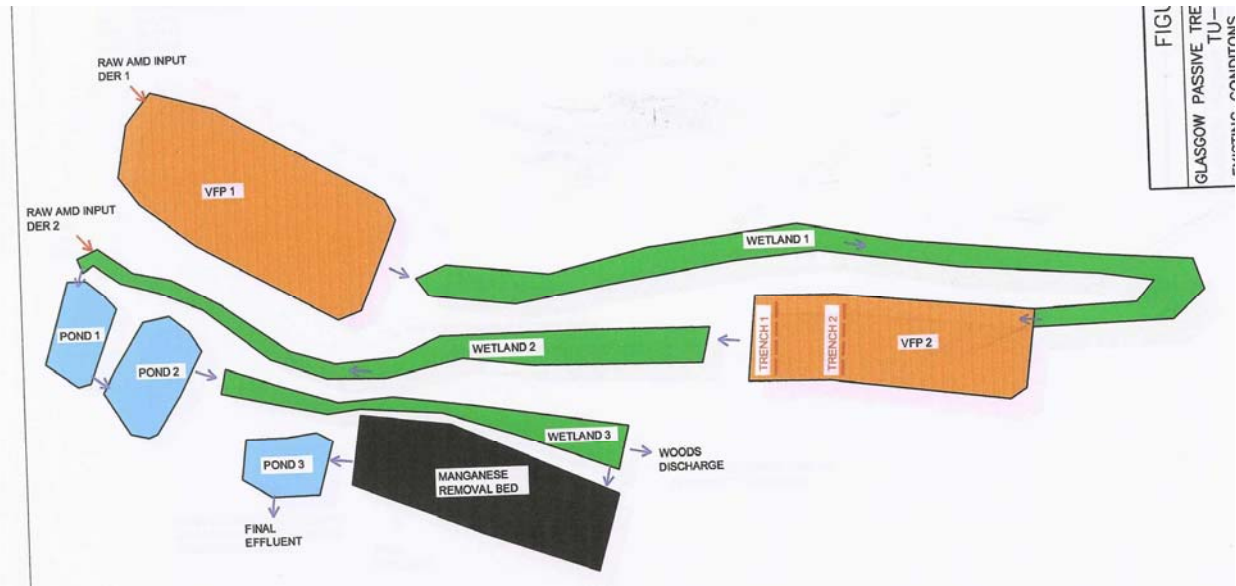 FIGU
GLASGOW PASSIVE TRE
TU-
EXISTING CONDITONS
RAW AMD INPUT
DER 1
VFP 1
RAW AMD INPUT
DER 2
WETLAND 1
POND 1
POND 2
WETLAND 2
TRENCH 1
TRENCH 2
VFP 2
WETLAND 3
WOODS
DISCHARGE
POND 3
MANGANESE
REMOVAL BED
FINAL
EFFLUENT